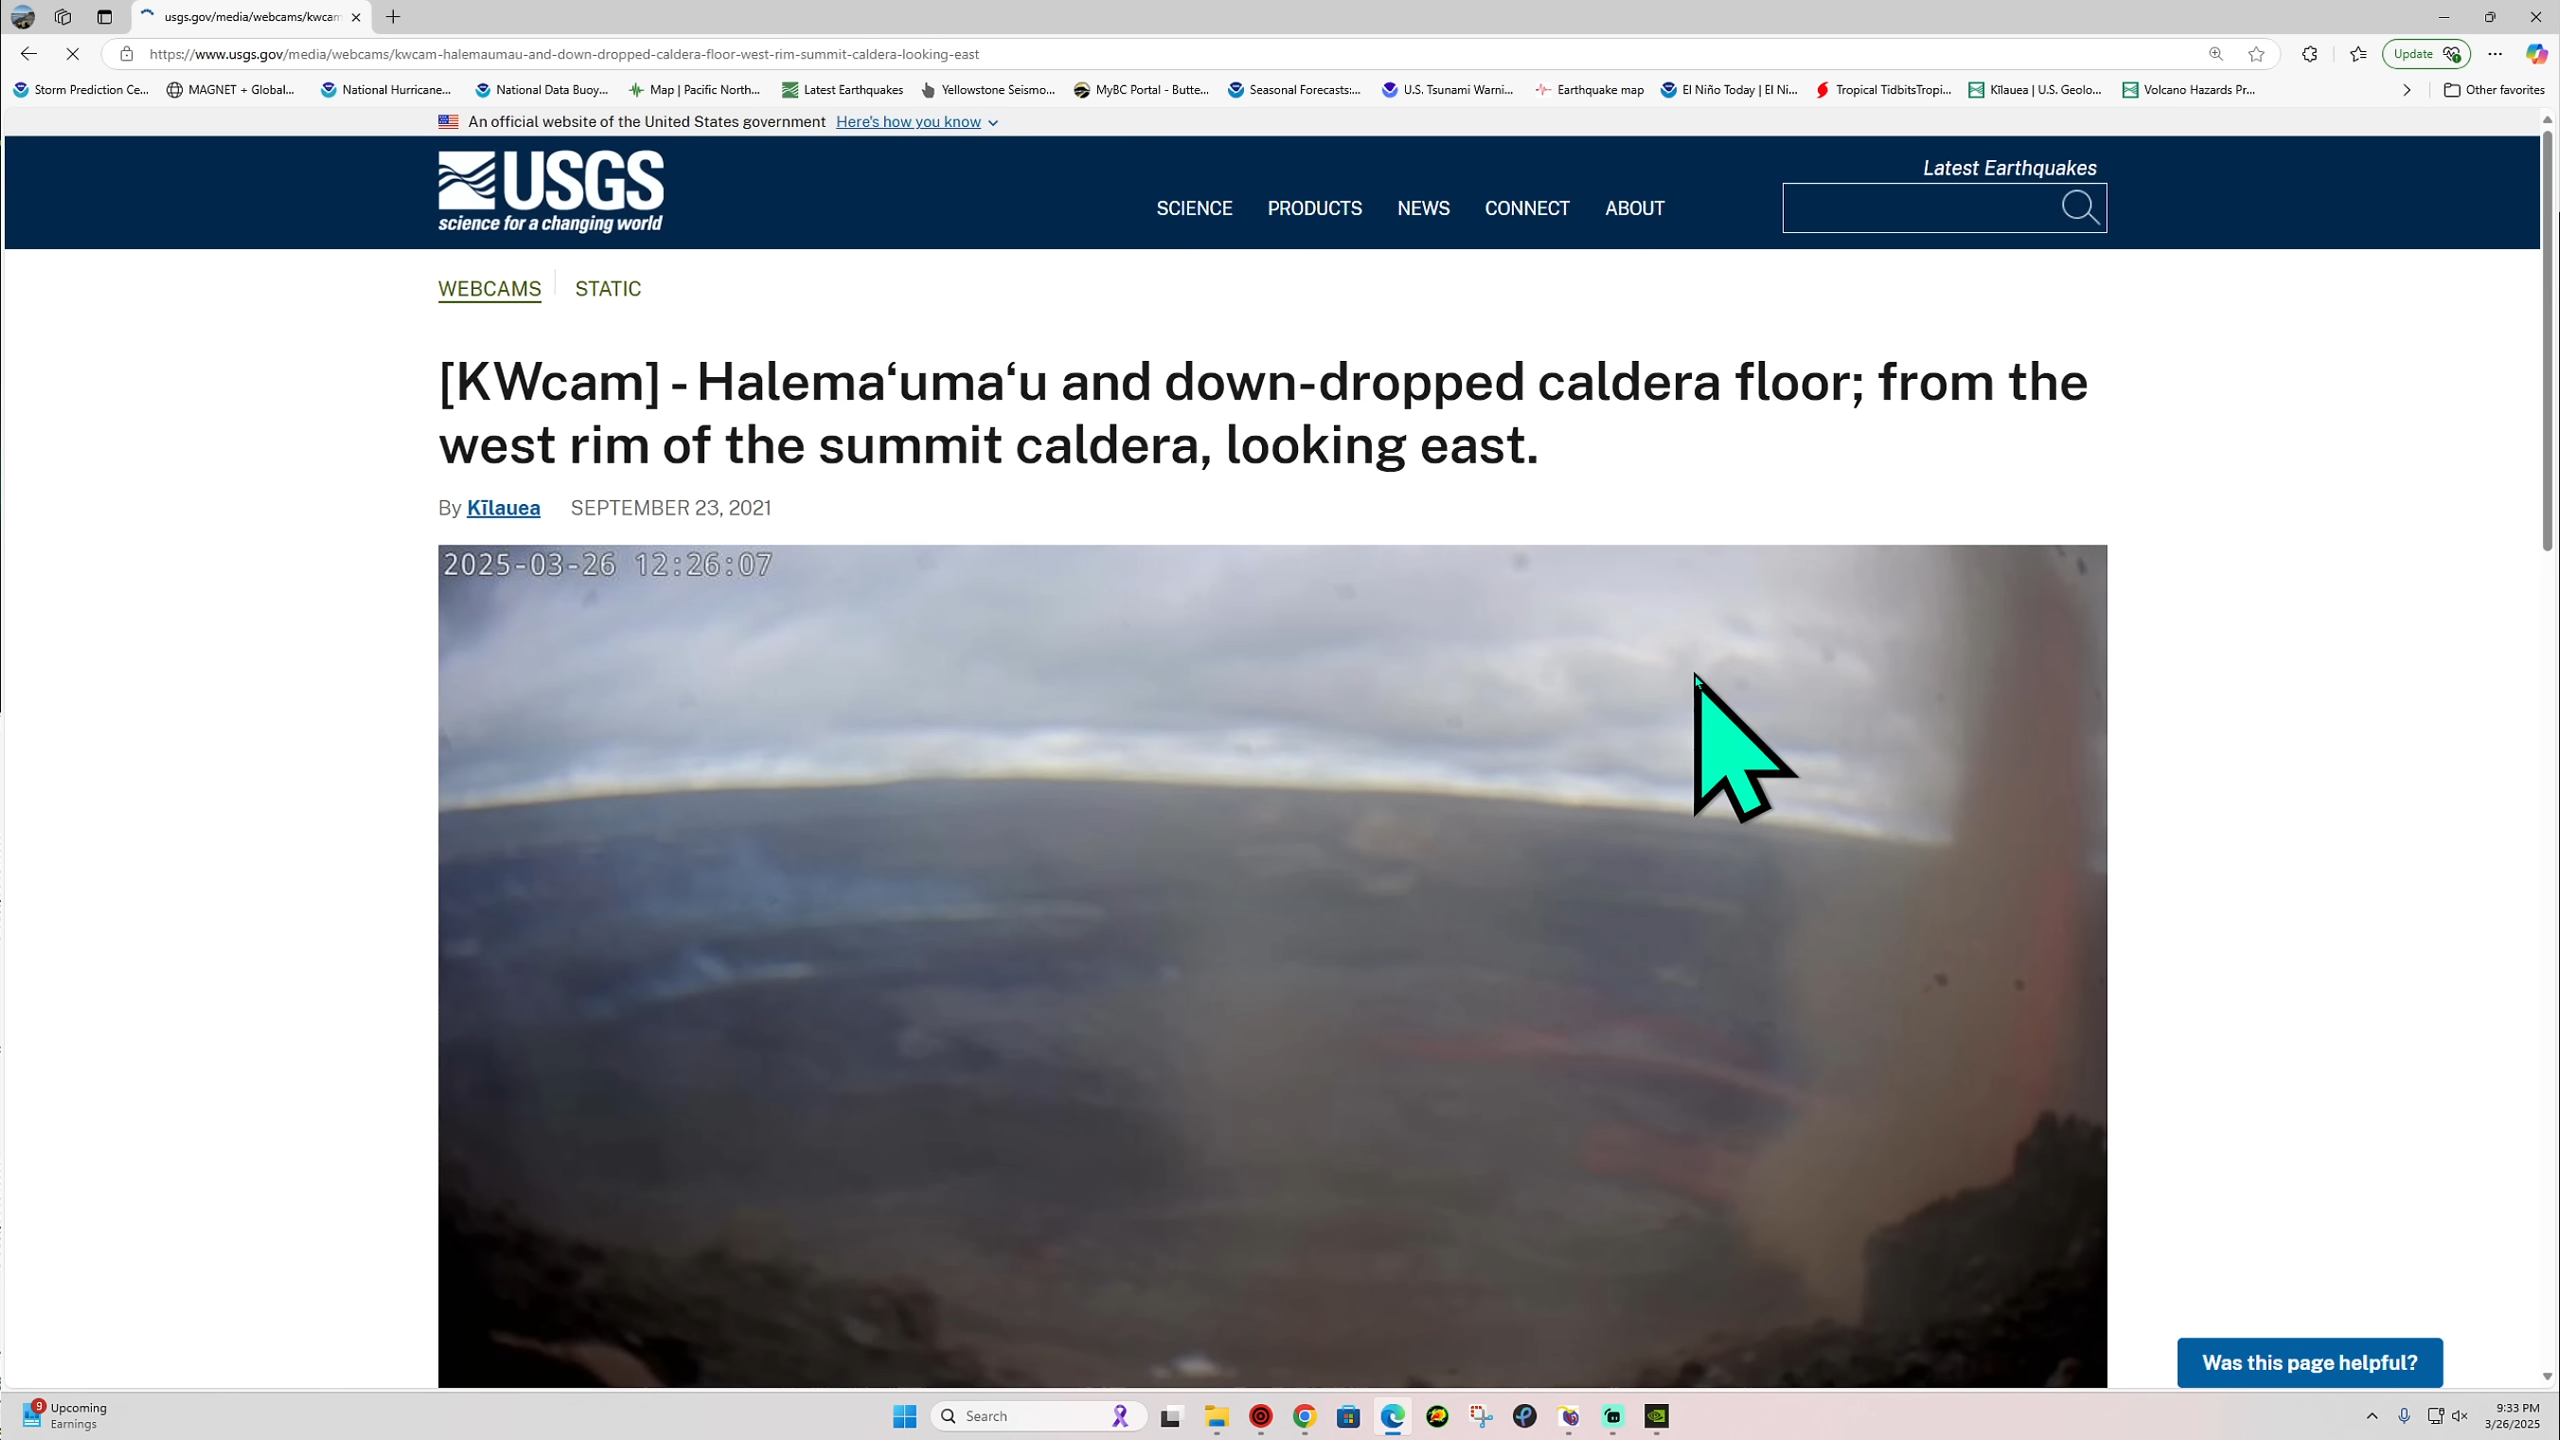 usgs.gov/media/webcams/kwcam
https://www.usgs.gov/media/webcams/kwcam-halemaumau-and-down-dropped-caldera-floor-west-rim-summit-caldera-looking-east
Update
Storm Prediction Ce...
MAGNET + Global...
National Hurricane...
National Data Buoy...
Map | Pacific North...
Latest Earthquakes
Yellowstone Seismo...
MyBC Portal - Butte...
Seasonal Forecasts:...
U.S. Tsunami Warni...
Earthquake map
El Niño Today | El Ni...
Tropical TidbitsTropi...
Kīlauea | U.S. Geolo...
Volcano Hazards Pr...
Other favorites
An official website of the United States government Here's how you know
USGS
science for a changing world
SCIENCE PRODUCTS NEWS CONNECT ABOUT
Latest Earthquakes
WEBCAMS STATIC
[KWcam] - Halemaʻumaʻu and down-dropped caldera floor; from the
west rim of the summit caldera, looking east.
By Kīlauea SEPTEMBER 23, 2021
2025-03-26 12:26:07
Was this page helpful?
9
Upcoming
Earnings
Search
9:33 PM
3/26/2025